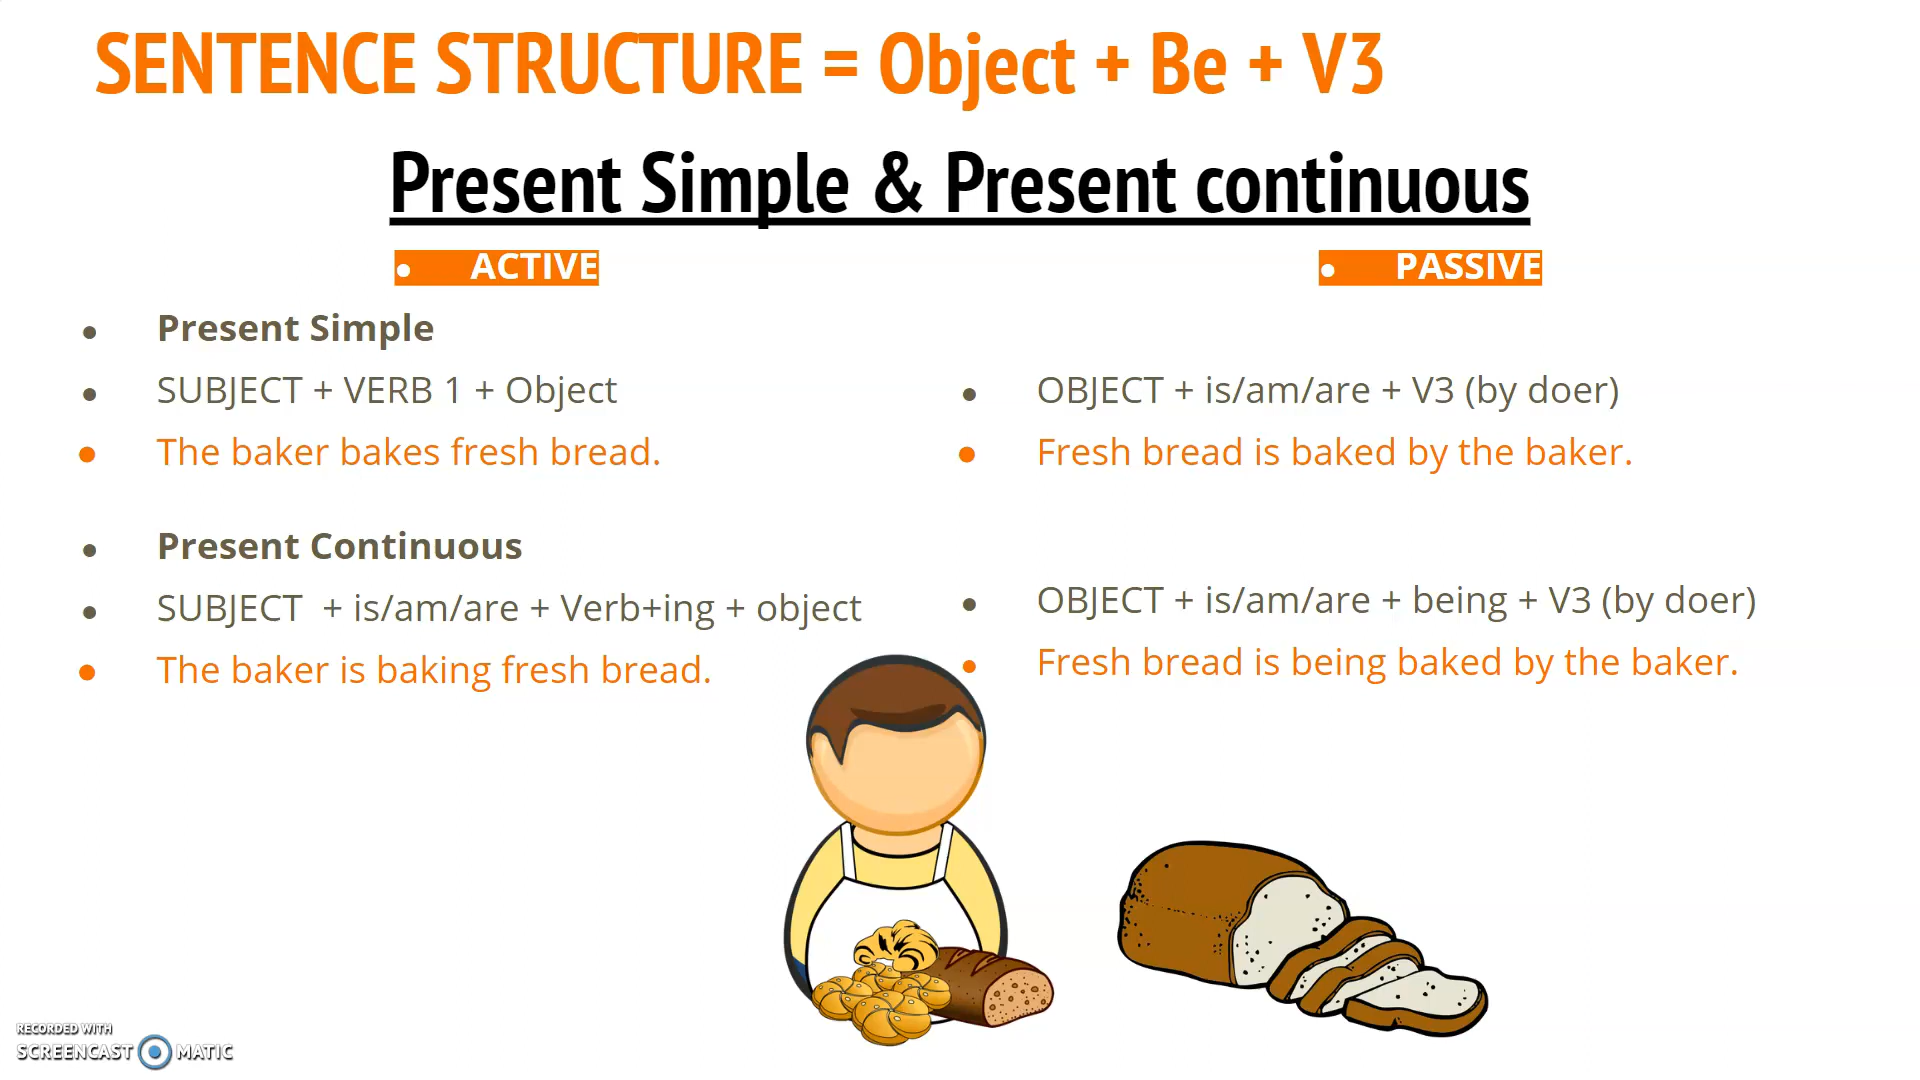 SENTENCE STRUCTURE = Object + Be + V3
Present Simple & Present continuous
• ACTIVE
• Present Simple
• SUBJECT + VERB 1 + Object
• The baker bakes fresh bread.
• Present Continuous
• SUBJECT + is/am/are + Verb+ing + object
• The baker is baking fresh bread.
• PASSIVE
• OBJECT + is/am/are + V3 (by doer)
• Fresh bread is baked by the baker.
• OBJECT + is/am/are + being + V3 (by doer)
• Fresh bread is being baked by the baker.
RECORDED WITH
SCREENCAST MATIC